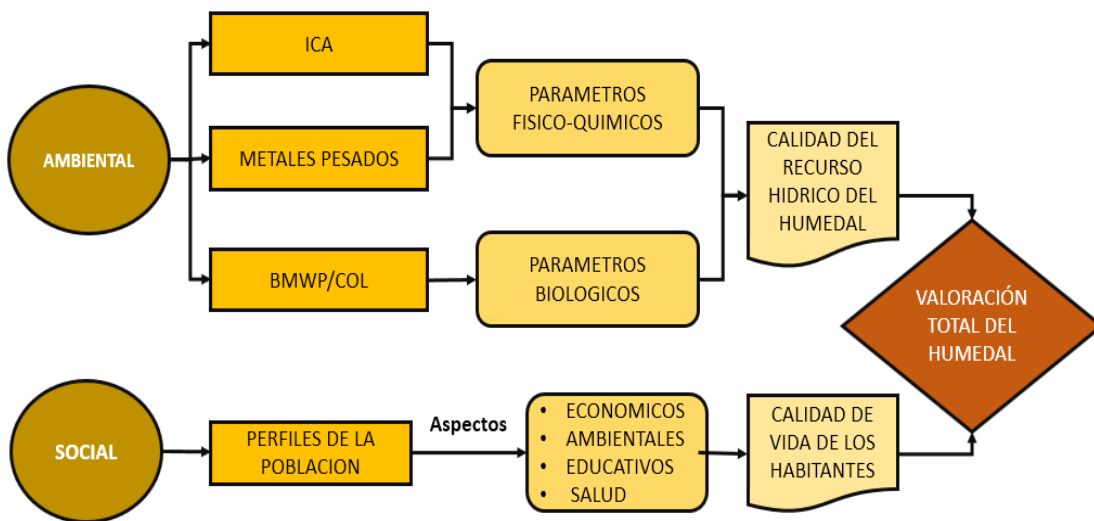 AMBIENTAL
ICA
METALES PESADOS
BMWP/COL
PARAMETROS
FISICO-QUIMICOS
PARAMETROS
BIOLOGICOS
CALIDAD DEL
RECURSO
HIDRICO DEL
HUMEDAL
VALORACIÓN
TOTAL DEL
HUMEDAL
SOCIAL
PERFILES DE LA
POBLACION
Aspectos
• ECONOMICOS
• AMBIENTALES
• EDUCATIVOS
• SALUD
CALIDAD DE
VIDA DE LOS
HABITANTES